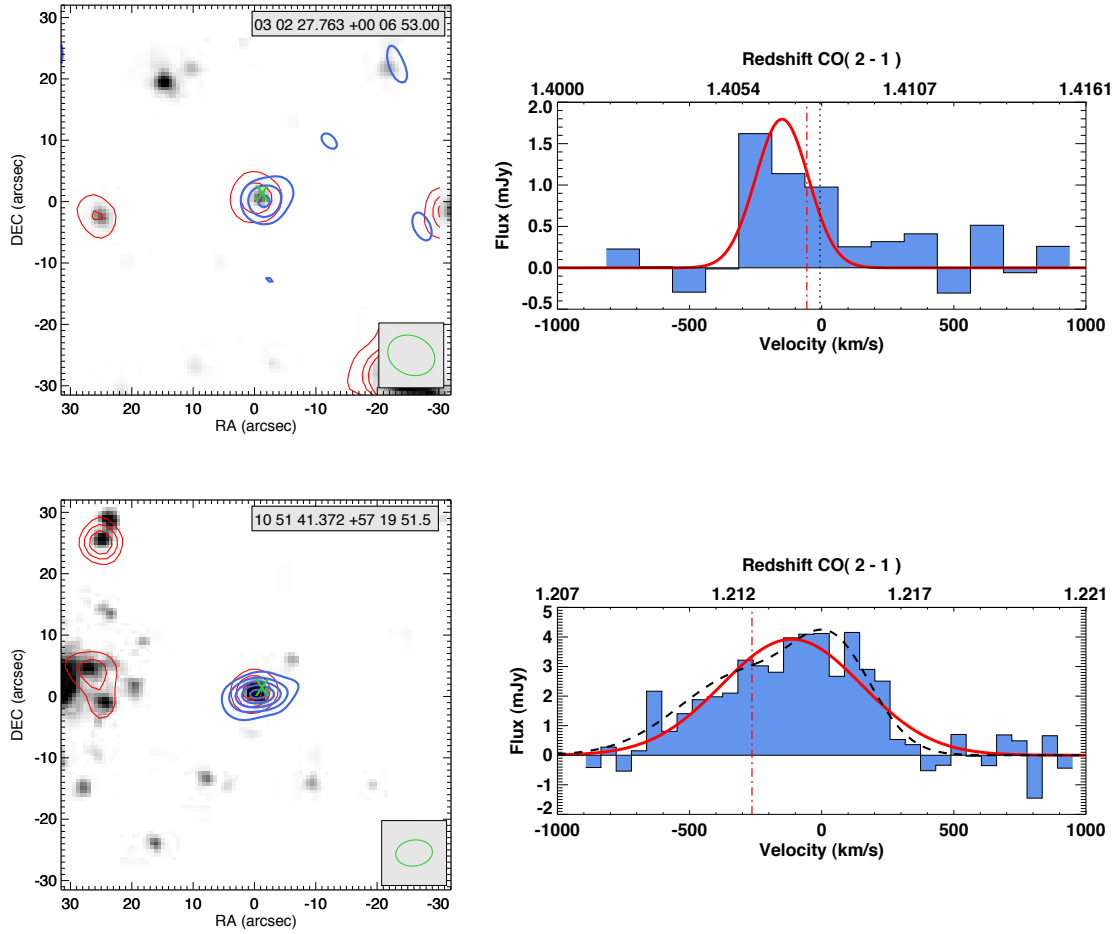 03 02 27.763 +00 06 53.00
DEC (arcsec)
30
20
10
0
-10
-20
-30
30 20 10 0 -10 -20 -30
RA (arcsec)
Redshift CO( 2 - 1 )
1.4000 1.4054 1.4107 1.4161
Flux (mJy)
2.0
1.5
1.0
0.5
0.0
-0.5
-1000 -500 0 500 1000
Velocity (km/s)
10 51 41.372 +57 19 51.5
DEC (arcsec)
30
20
10
0
-10
-20
-30
30 20 10 0 -10 -20 -30
RA (arcsec)
Redshift CO( 2 - 1 )
1.207 1.212 1.217 1.221
Flux (mJy)
5
4
3
2
1
0
-1
-2
-1000 -500 0 500 1000
Velocity (km/s)